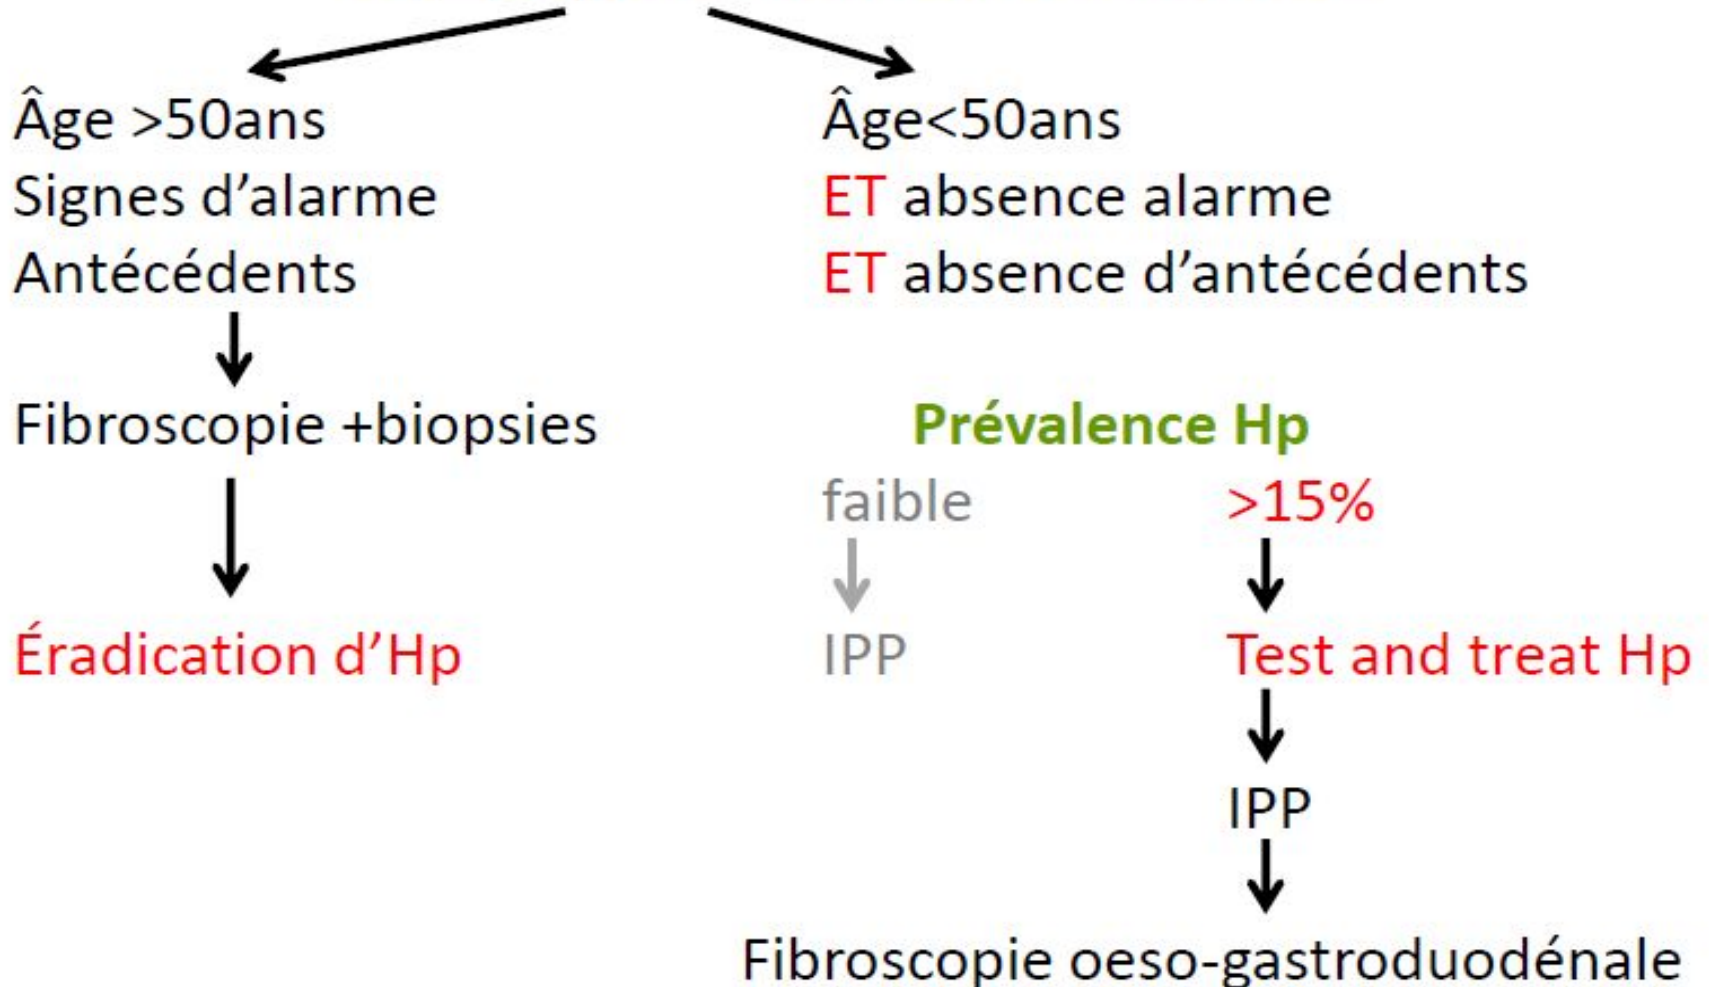 Âge >50ans
Signes d’alarme
Antécédents
Fibroscopie +biopsies
Éradication d’Hp
Âge<50ans
ET absence alarme
ET absence d’antécédents
Prévalence Hp
faible
>15%
IPP
Test and treat Hp
IPP
Fibroscopie oeso-gastroduodénale